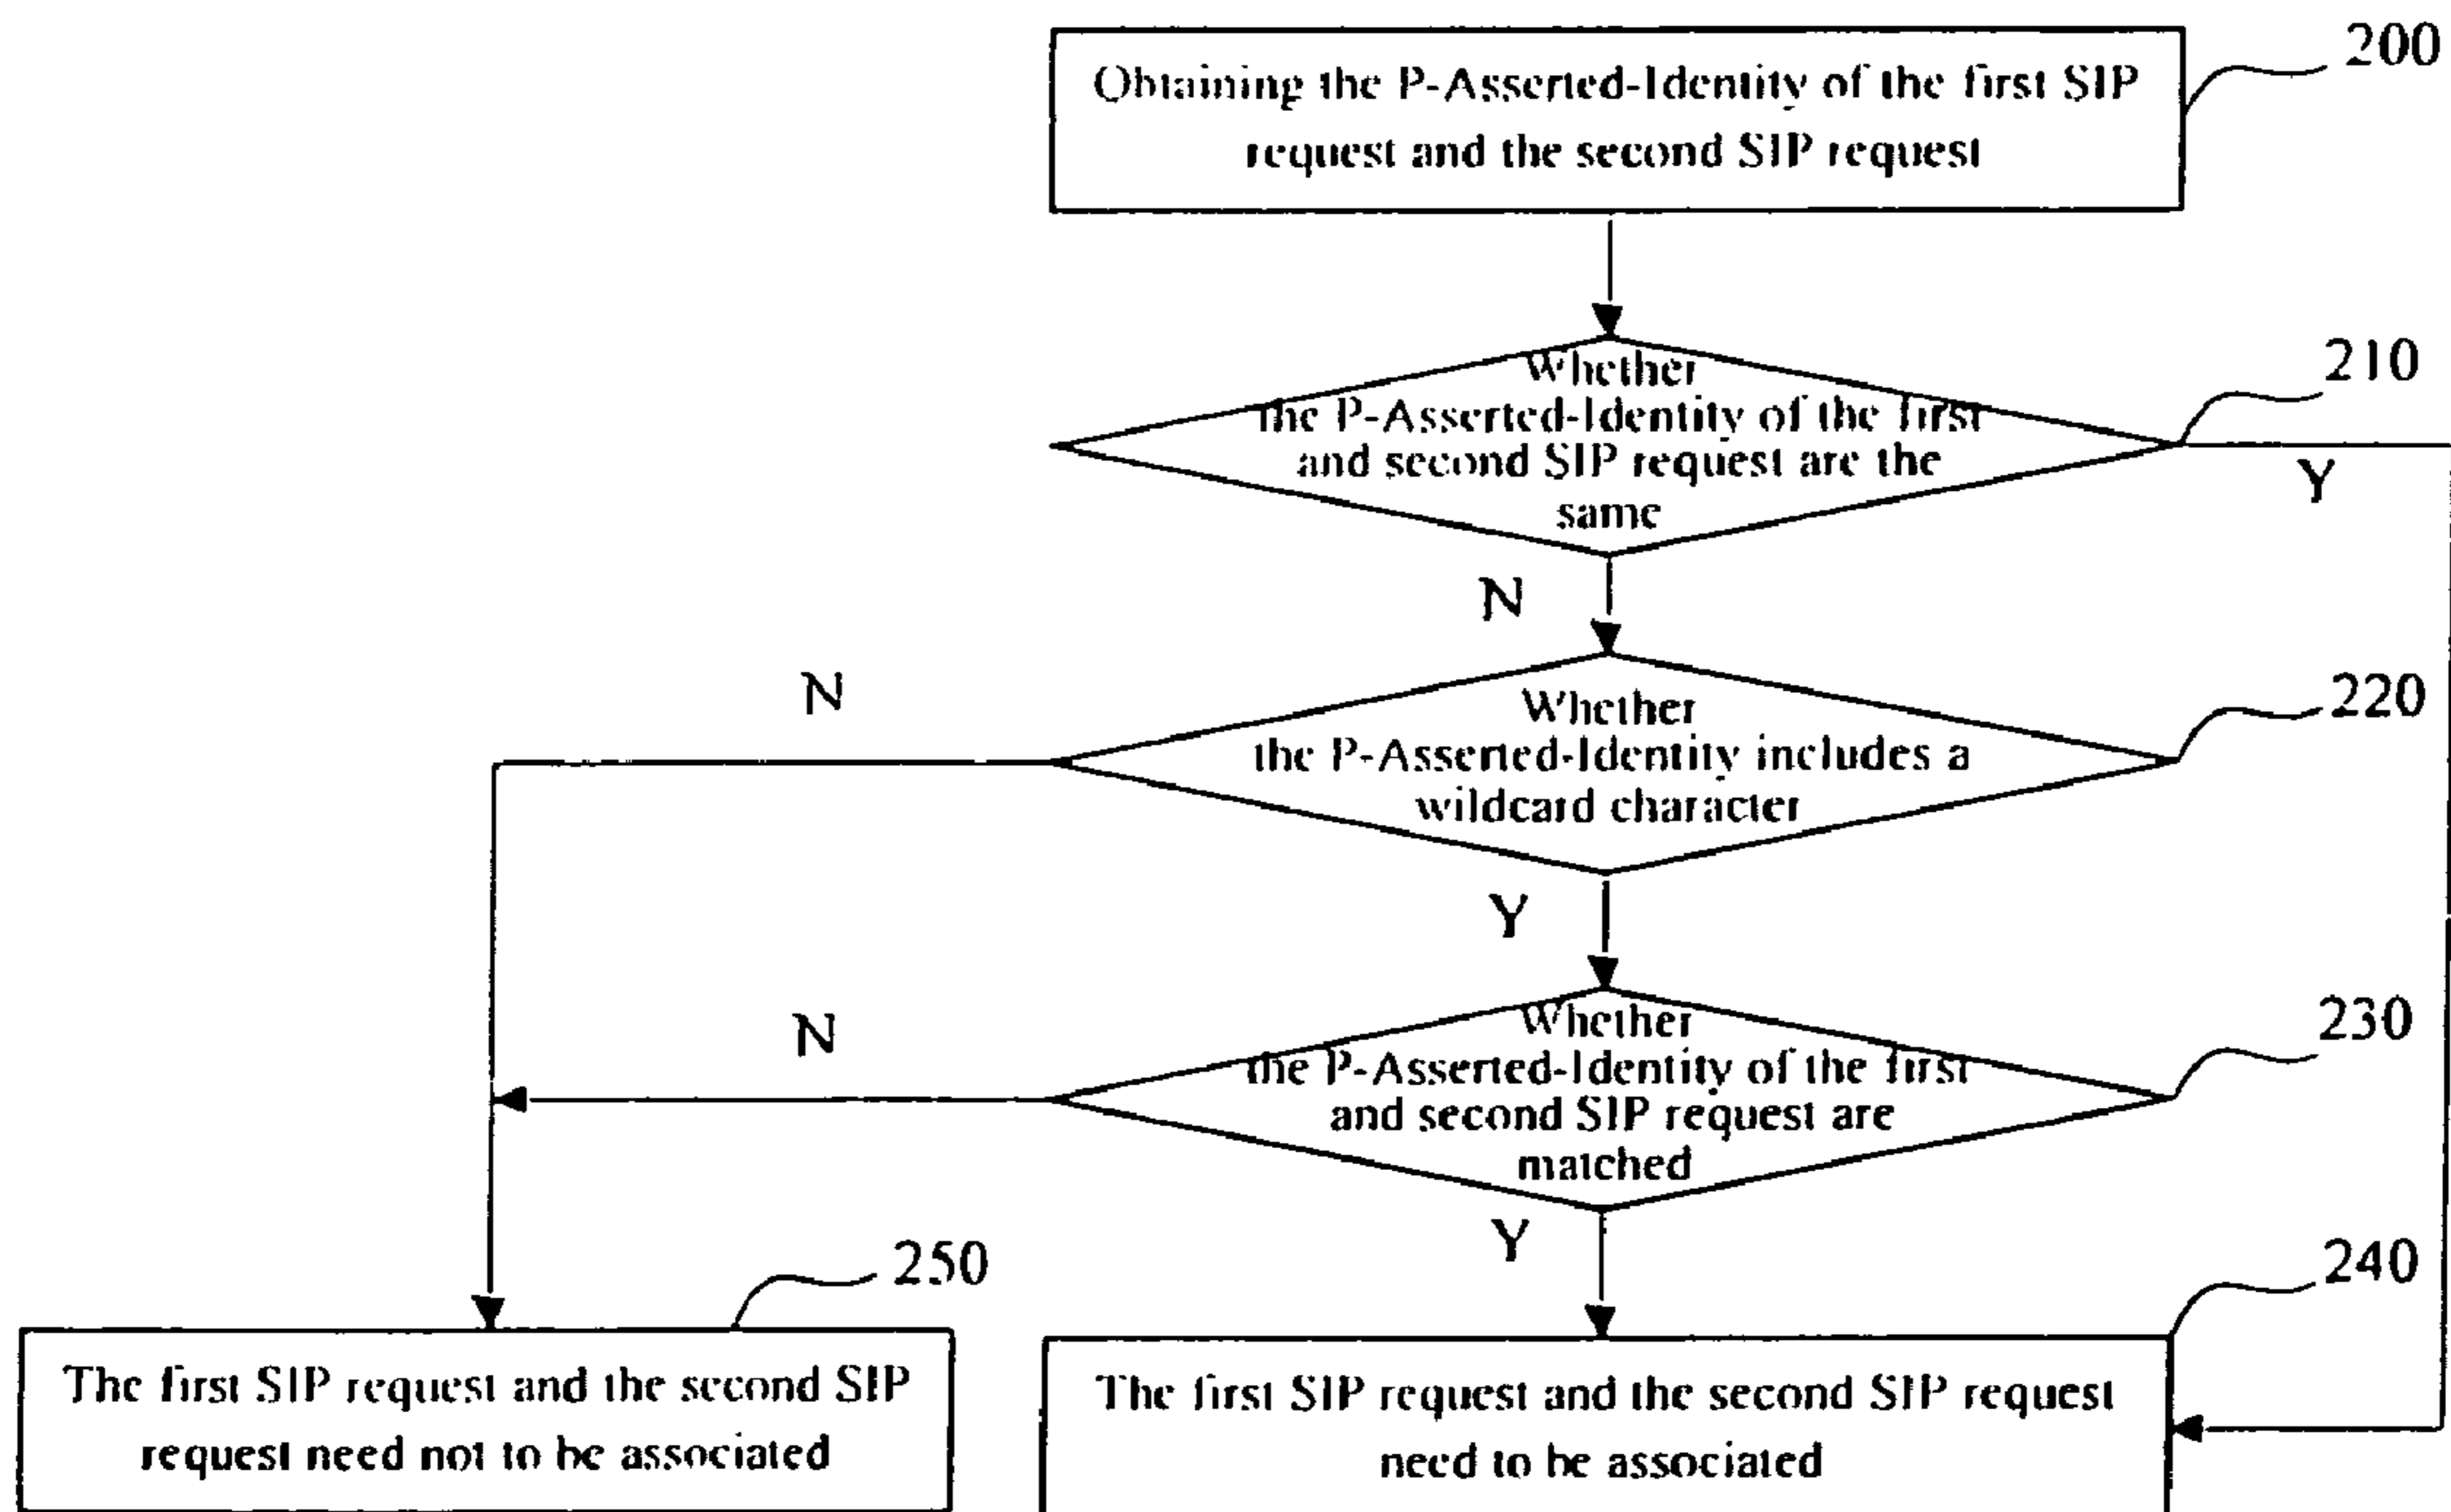 200
Obtaining the P-Asserted-Identity of the first SIP
request and the second SIP request
210
Whether
the P-Asserted-Identity of the first
and second SIP request are the
same
Y
N
220
Whether
the P-Asserted-Identity includes a
wildcard character
N
Y
230
Whether
the P-Asserted-Identity of the first
and second SIP request are
matched
N
Y
250
The first SIP request and the second SIP
request need not to be associated
240
The first SIP request and the second SIP request
need to be associated